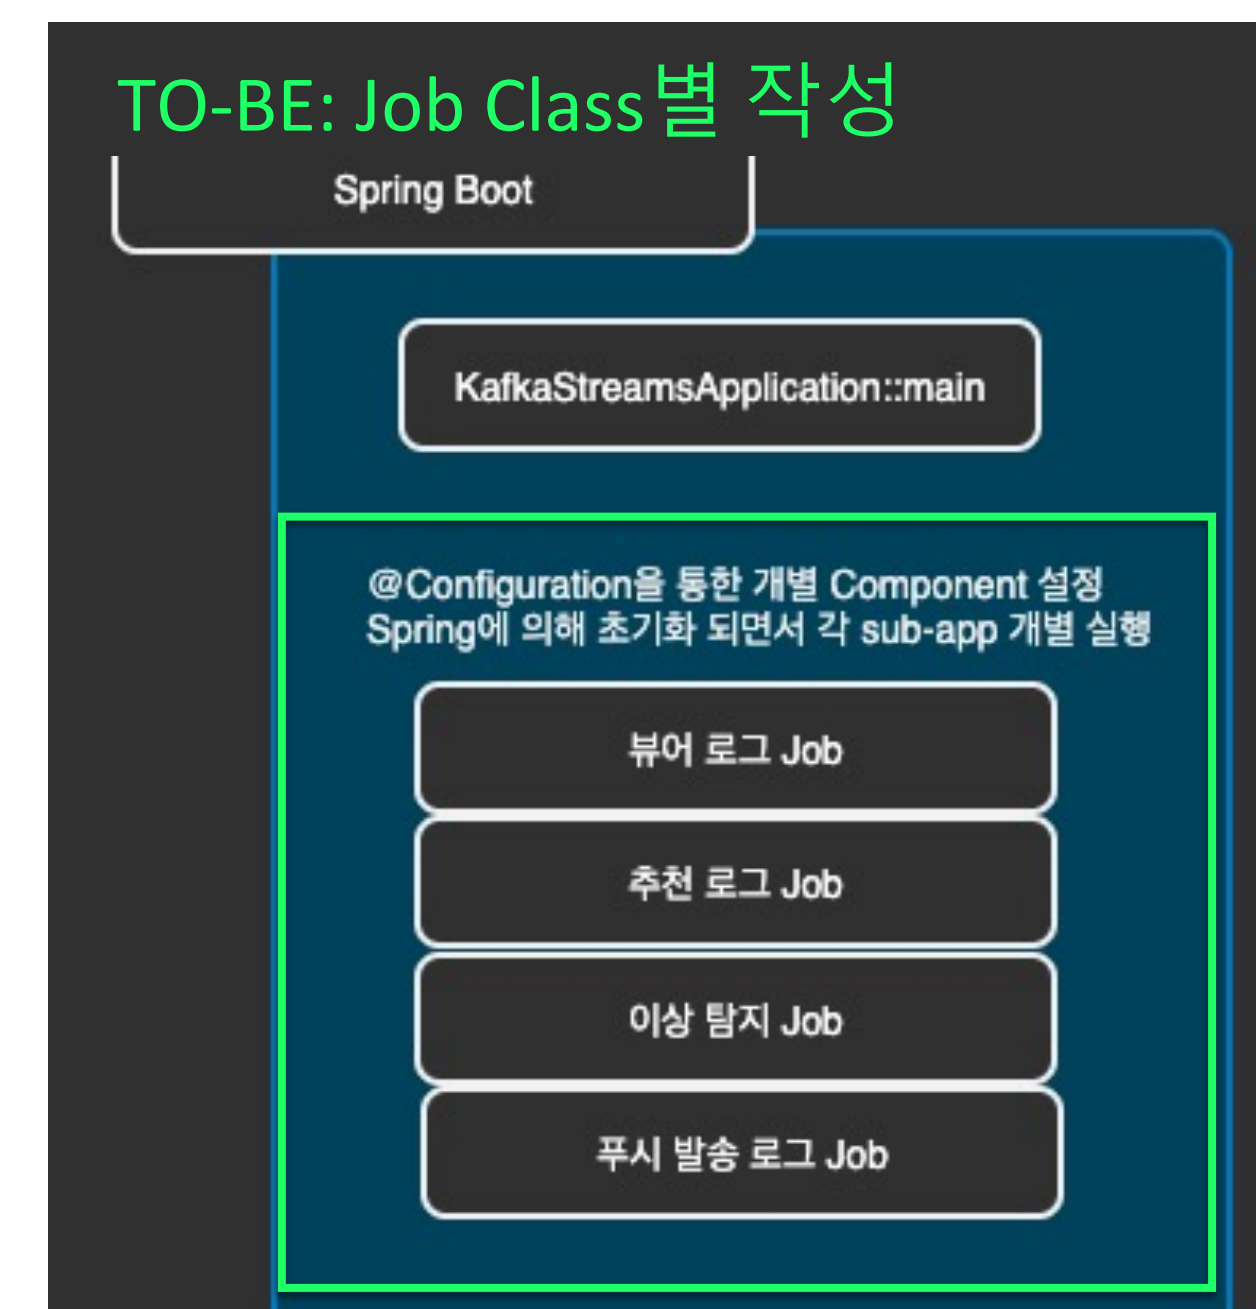 TO-BE: Job Class별 작성
Spring Boot
KafkaStreamsApplication::main
@Configuration을 통한 개별 Component 설정
Spring에 의해 초기화 되면서 각 sub-app 개별 실행
뷰어 로그 Job
추천 로그 Job
이상 탐지 Job
푸시 발송 로그 Job